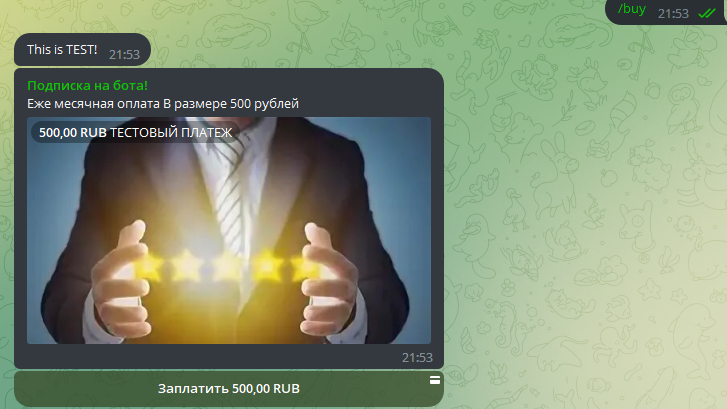 /buy 21:53
This is TEST! 21:53
Подписка на бота!
Еже месячная оплата В размере 500 рублей
500,00 RUB ТЕСТОВЫЙ ПЛАТЕЖ
21:53
Заплатить 500,00 RUB